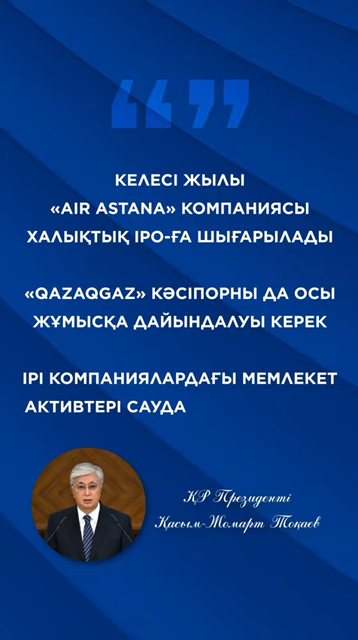 КЕЛЕСІ ЖЫЛЫ
«AIR ASTANA» КОМПАНИЯСЫ
ХАЛЫҚТЫҚ IPO-ҒА ШЫҒАРЫЛАДЫ
«QAZAQGAZ» КӘСІПОРНЫ ДА ОСЫ
ЖҰМЫСҚА ДАЙЫНДАЛУЫ КЕРЕК
ІРІ КОМПАНИЯЛАРДАҒЫ МЕМЛЕКЕТ
АКТИВТЕРІ САУДА
ҚР Президенті
Қасым-Жомарт Тоқаев